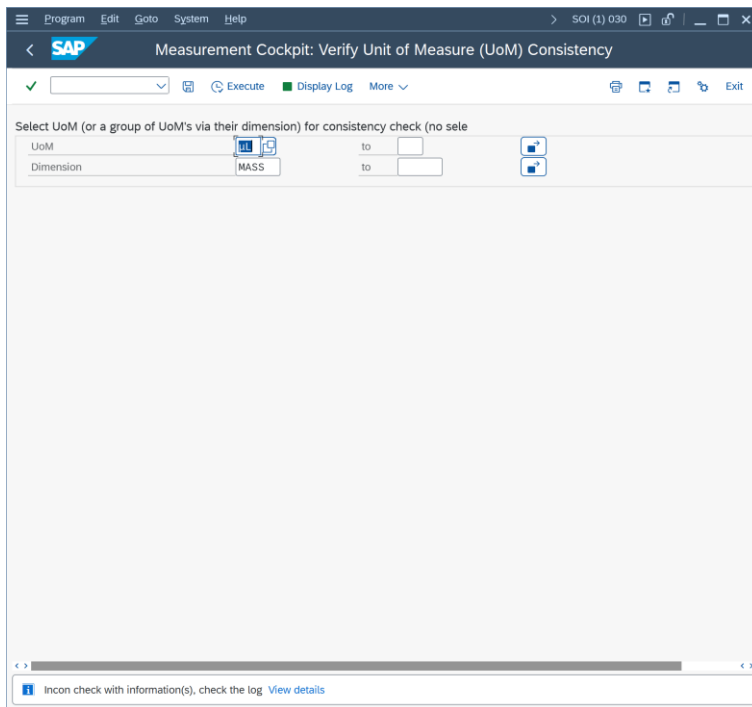 Program Edit Goto System Help SOI (1) 030
SAP Measurement Cockpit: Verify Unit of Measure (UoM) Consistency
Execute Display Log More Exit
Select UoM (or a group of UoM's via their dimension) for consistency check (no sele
UoM µL to
Dimension MASS to
Incon check with information(s), check the log View details